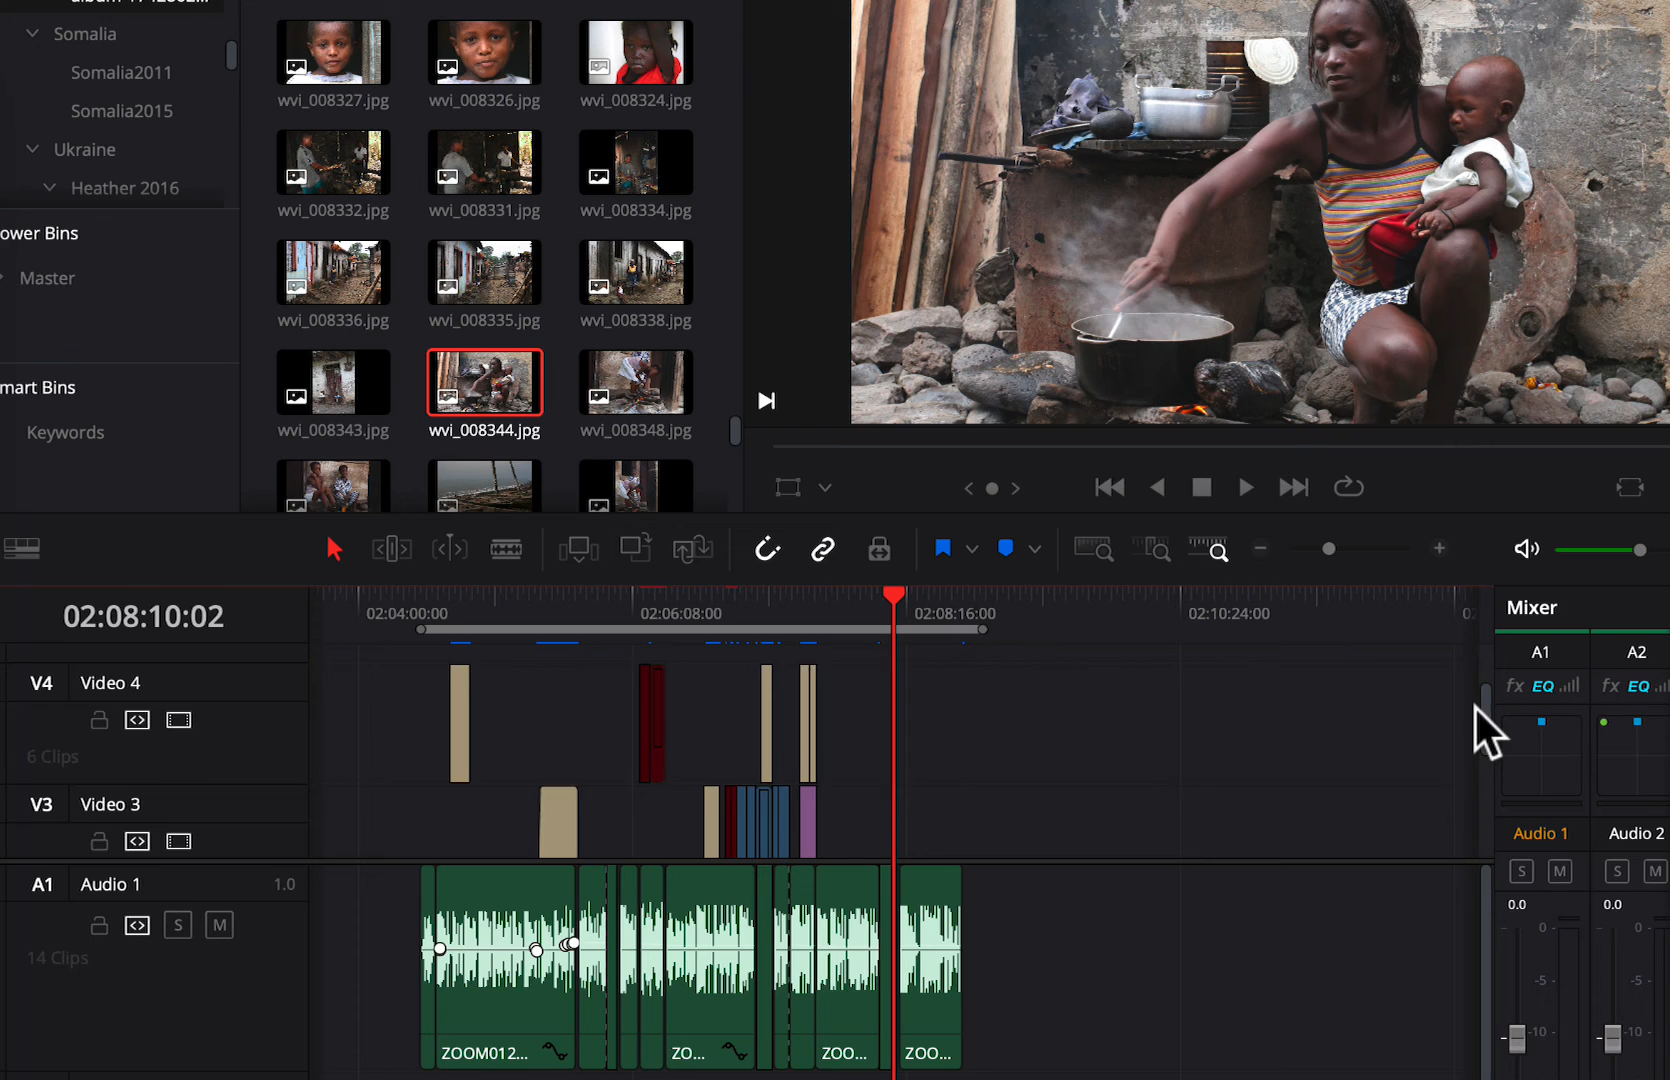 Somalia
Somalia2011
Somalia2015
Ukraine
Heather 2016
ower Bins
Master
mart Bins
Keywords
wvi_008327.jpg wvi_008326.jpg wvi_008324.jpg
wvi_008332.jpg wvi_008331.jpg wvi_008334.jpg
wvi_008336.jpg wvi_008335.jpg wvi_008338.jpg
wvi_008343.jpg wvi_008344.jpg wvi_008348.jpg
02:08:10:02
02:04:00:00 02:06:08:00 02:08:16:00 02:10:24:00 02
V4 Video 4
6 Clips
V3 Video 3
A1 Audio 1 1.0
S M
14 Clips
ZOOM012... ZO... ZOO... ZOO...
Mixer
A1 A2
fx EQ fx EQ
Audio 1 Audio 2
S M S M
0.0 0.0
0- 0-
-5- -5-
-10- -10-